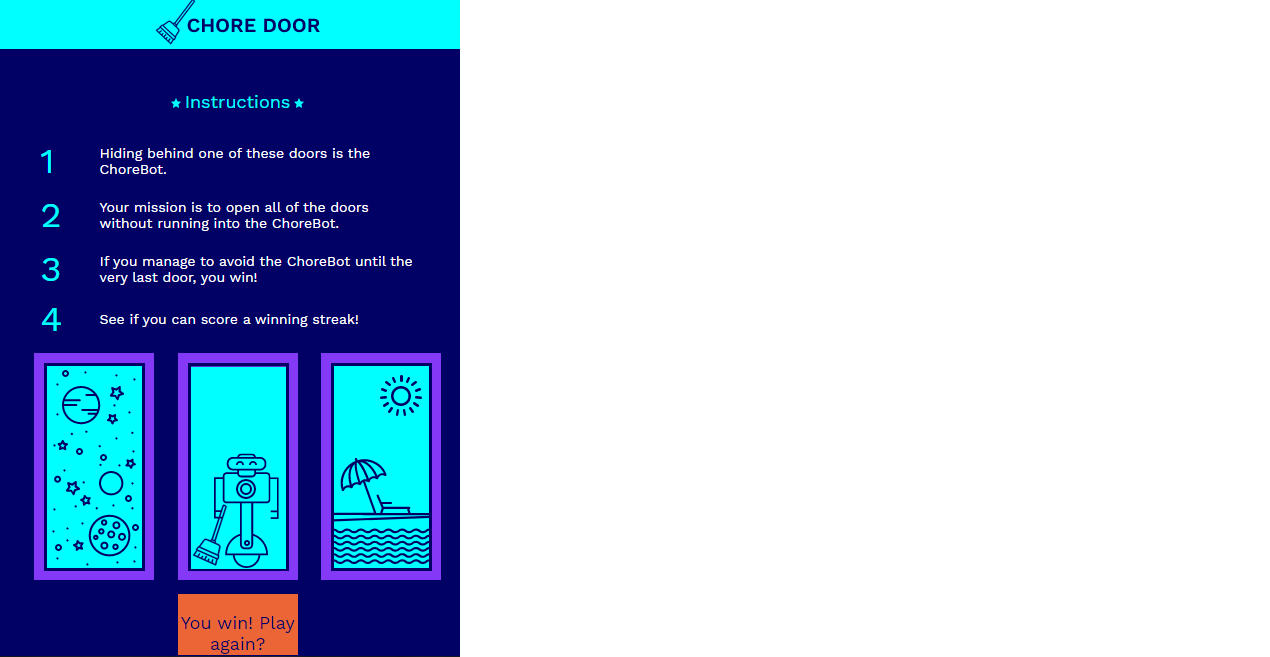 CHORE DOOR
Instructions
1
Hiding behind one of these doors is the
ChoreBot.
2
Your mission is to open all of the doors
without running into the ChoreBot.
3
If you manage to avoid the ChoreBot until the
very last door, you win!
4
See if you can score a winning streak!
You win! Play
again?